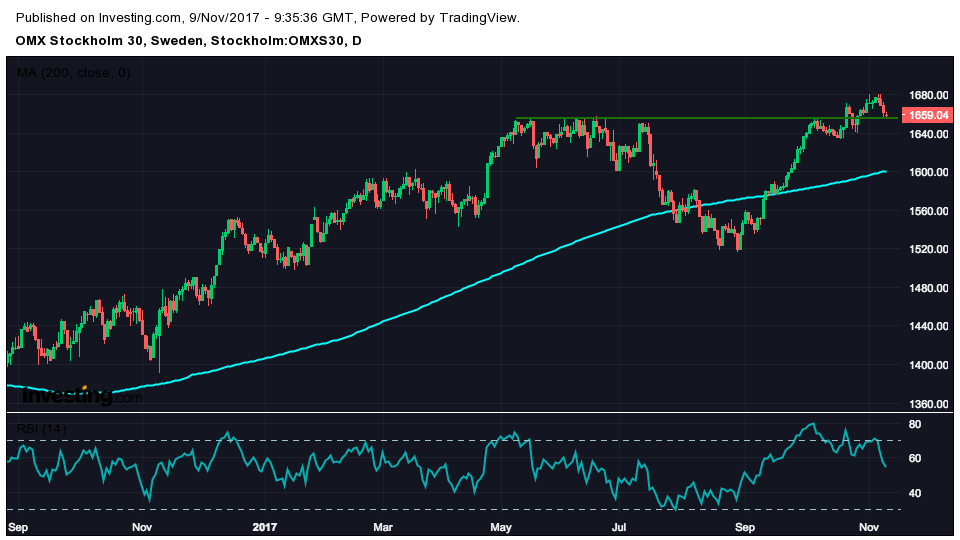 Published on Investing.com, 9/Nov/2017 - 9:35:36 GMT, Powered by TradingView.
OMX Stockholm 30, Sweden, Stockholm:OMXS30, D
MA (200, close, 0)
1680.00
1659.04
1640.00
1600.00
1560.00
1520.00
1480.00
1440.00
1400.00
1360.00
Investing.com
RSI (14)
80
60
40
Sep Nov 2017 Mar May Jul Sep Nov